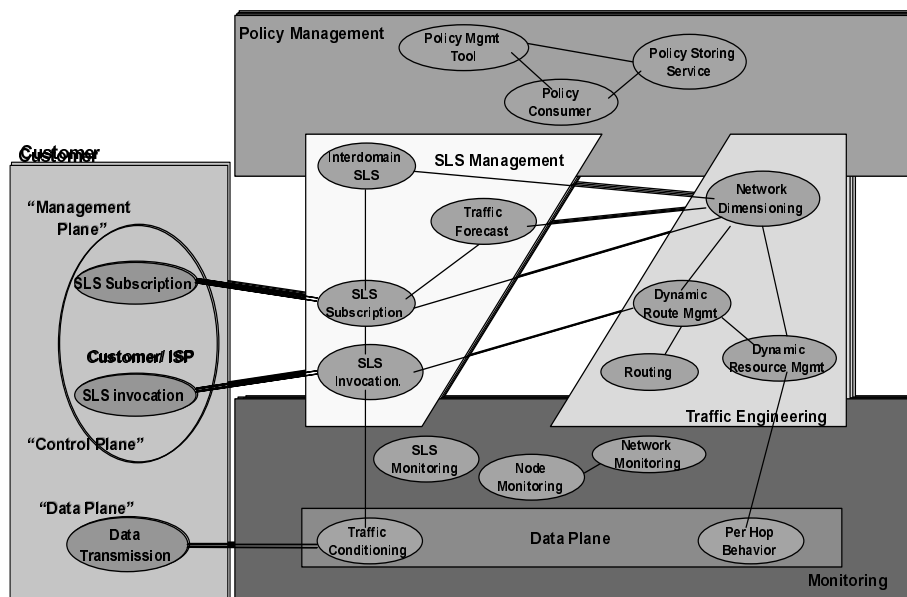 Policy Management
Policy Mgmt
Tool
Policy Storing
Service
Policy
Consumer
Customer
Interdomain
SLS
SLS Management
Network
Dimensioning
Traffic
Forecast
“Management
Plane”
SLS Subscription
SLS
Subscription
Dynamic
Route Mgmt
Customer/ ISP
SLS
Invocation.
Dynamic
Resource Mgmt
Routing
SLS invocation
Traffic Engineering
“Control Plane”
SLS
Monitoring
Node
Monitoring
Network
Monitoring
“Data Plane”
Data
Transmission
Traffic
Conditioning
Data Plane
Per Hop
Behavior
Monitoring